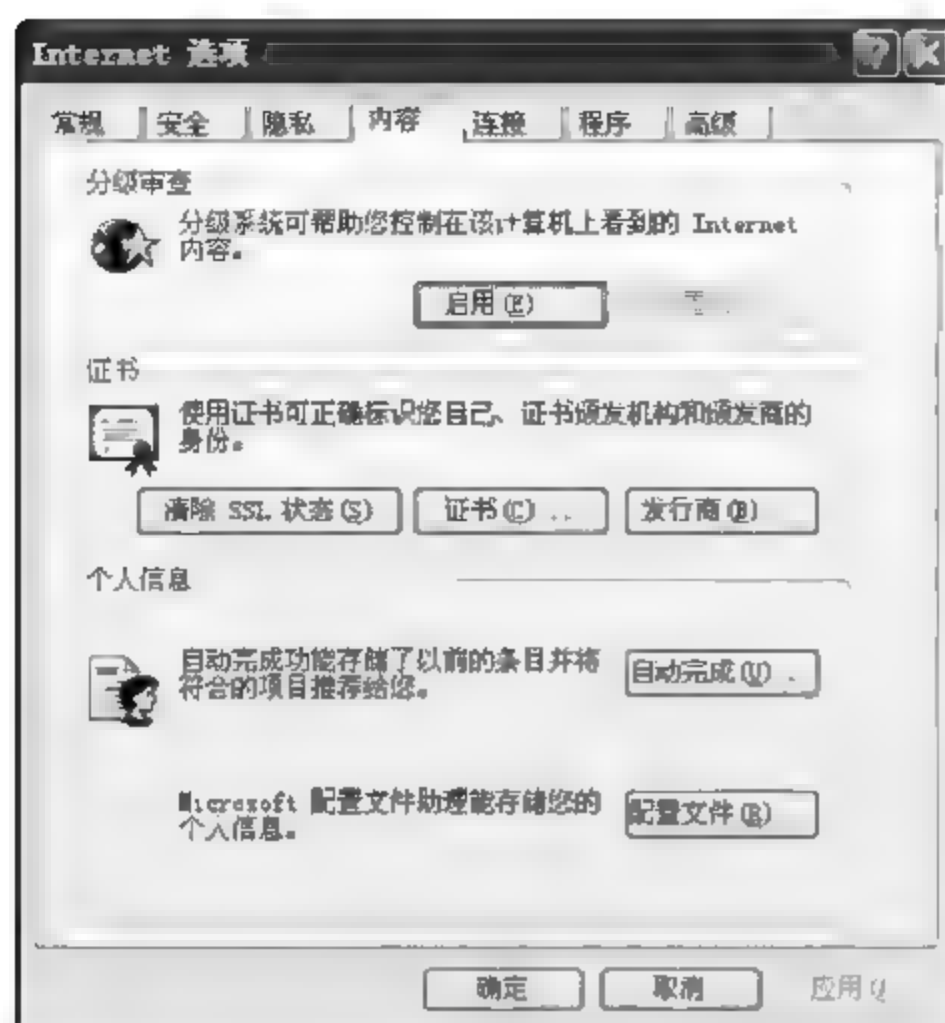 Internet 选项
常规 安全 隐私 内容 连接 程序 高级
分级审查
分级系统可帮助您控制在该计算机上看到的 Internet
内容。
启用(E)
证书
使用证书可正确标识您自己、证书颁发机构和颁发商的
身份。
清除 SSL 状态(S) 证书(C)... 发行商(B)
个人信息
自动完成功能存储了以前的条目并将
符合的项目推荐给您。
自动完成(U)...
Microsoft 配置文件助理能存储您的
个人信息。
配置文件(R)
确定 取消 应用